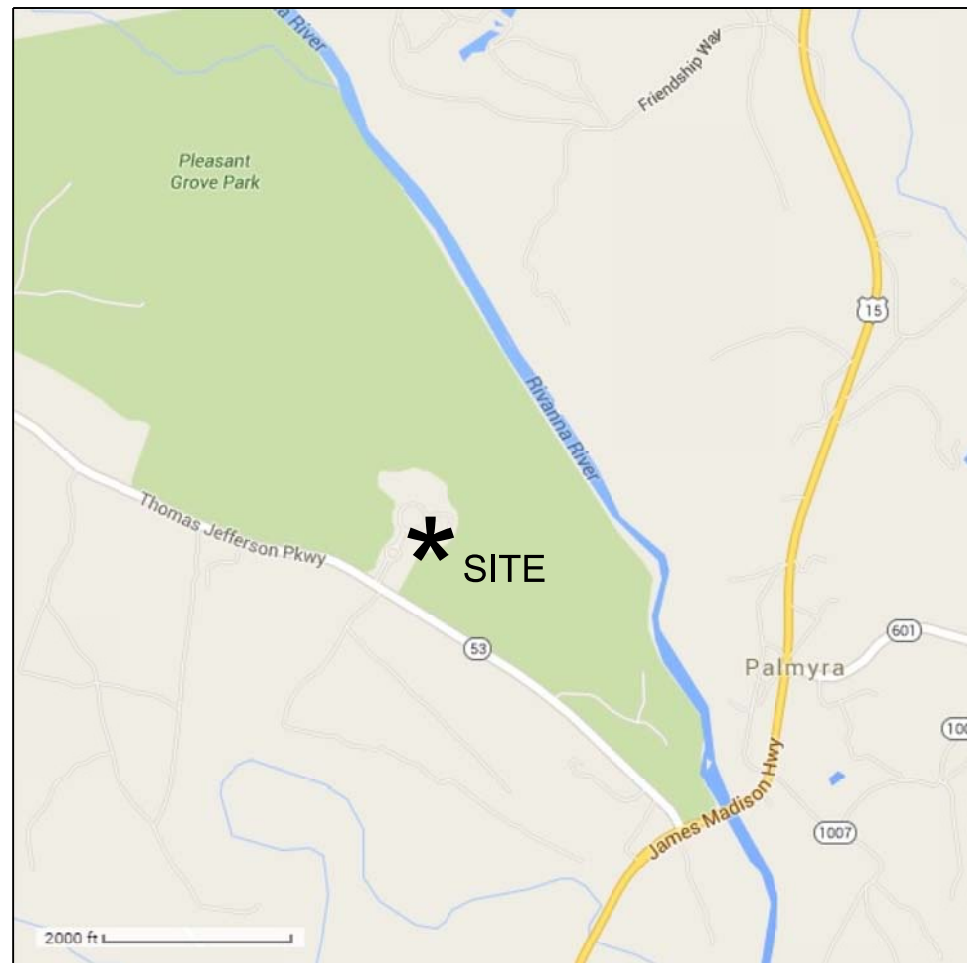 a River
Friendship Way
Pleasant
Grove Park
15
Rivanna River
Thomas Jefferson Pkwy
SITE
53
601
Palmyra
100
James Madison Hwy
1007
2000 ft